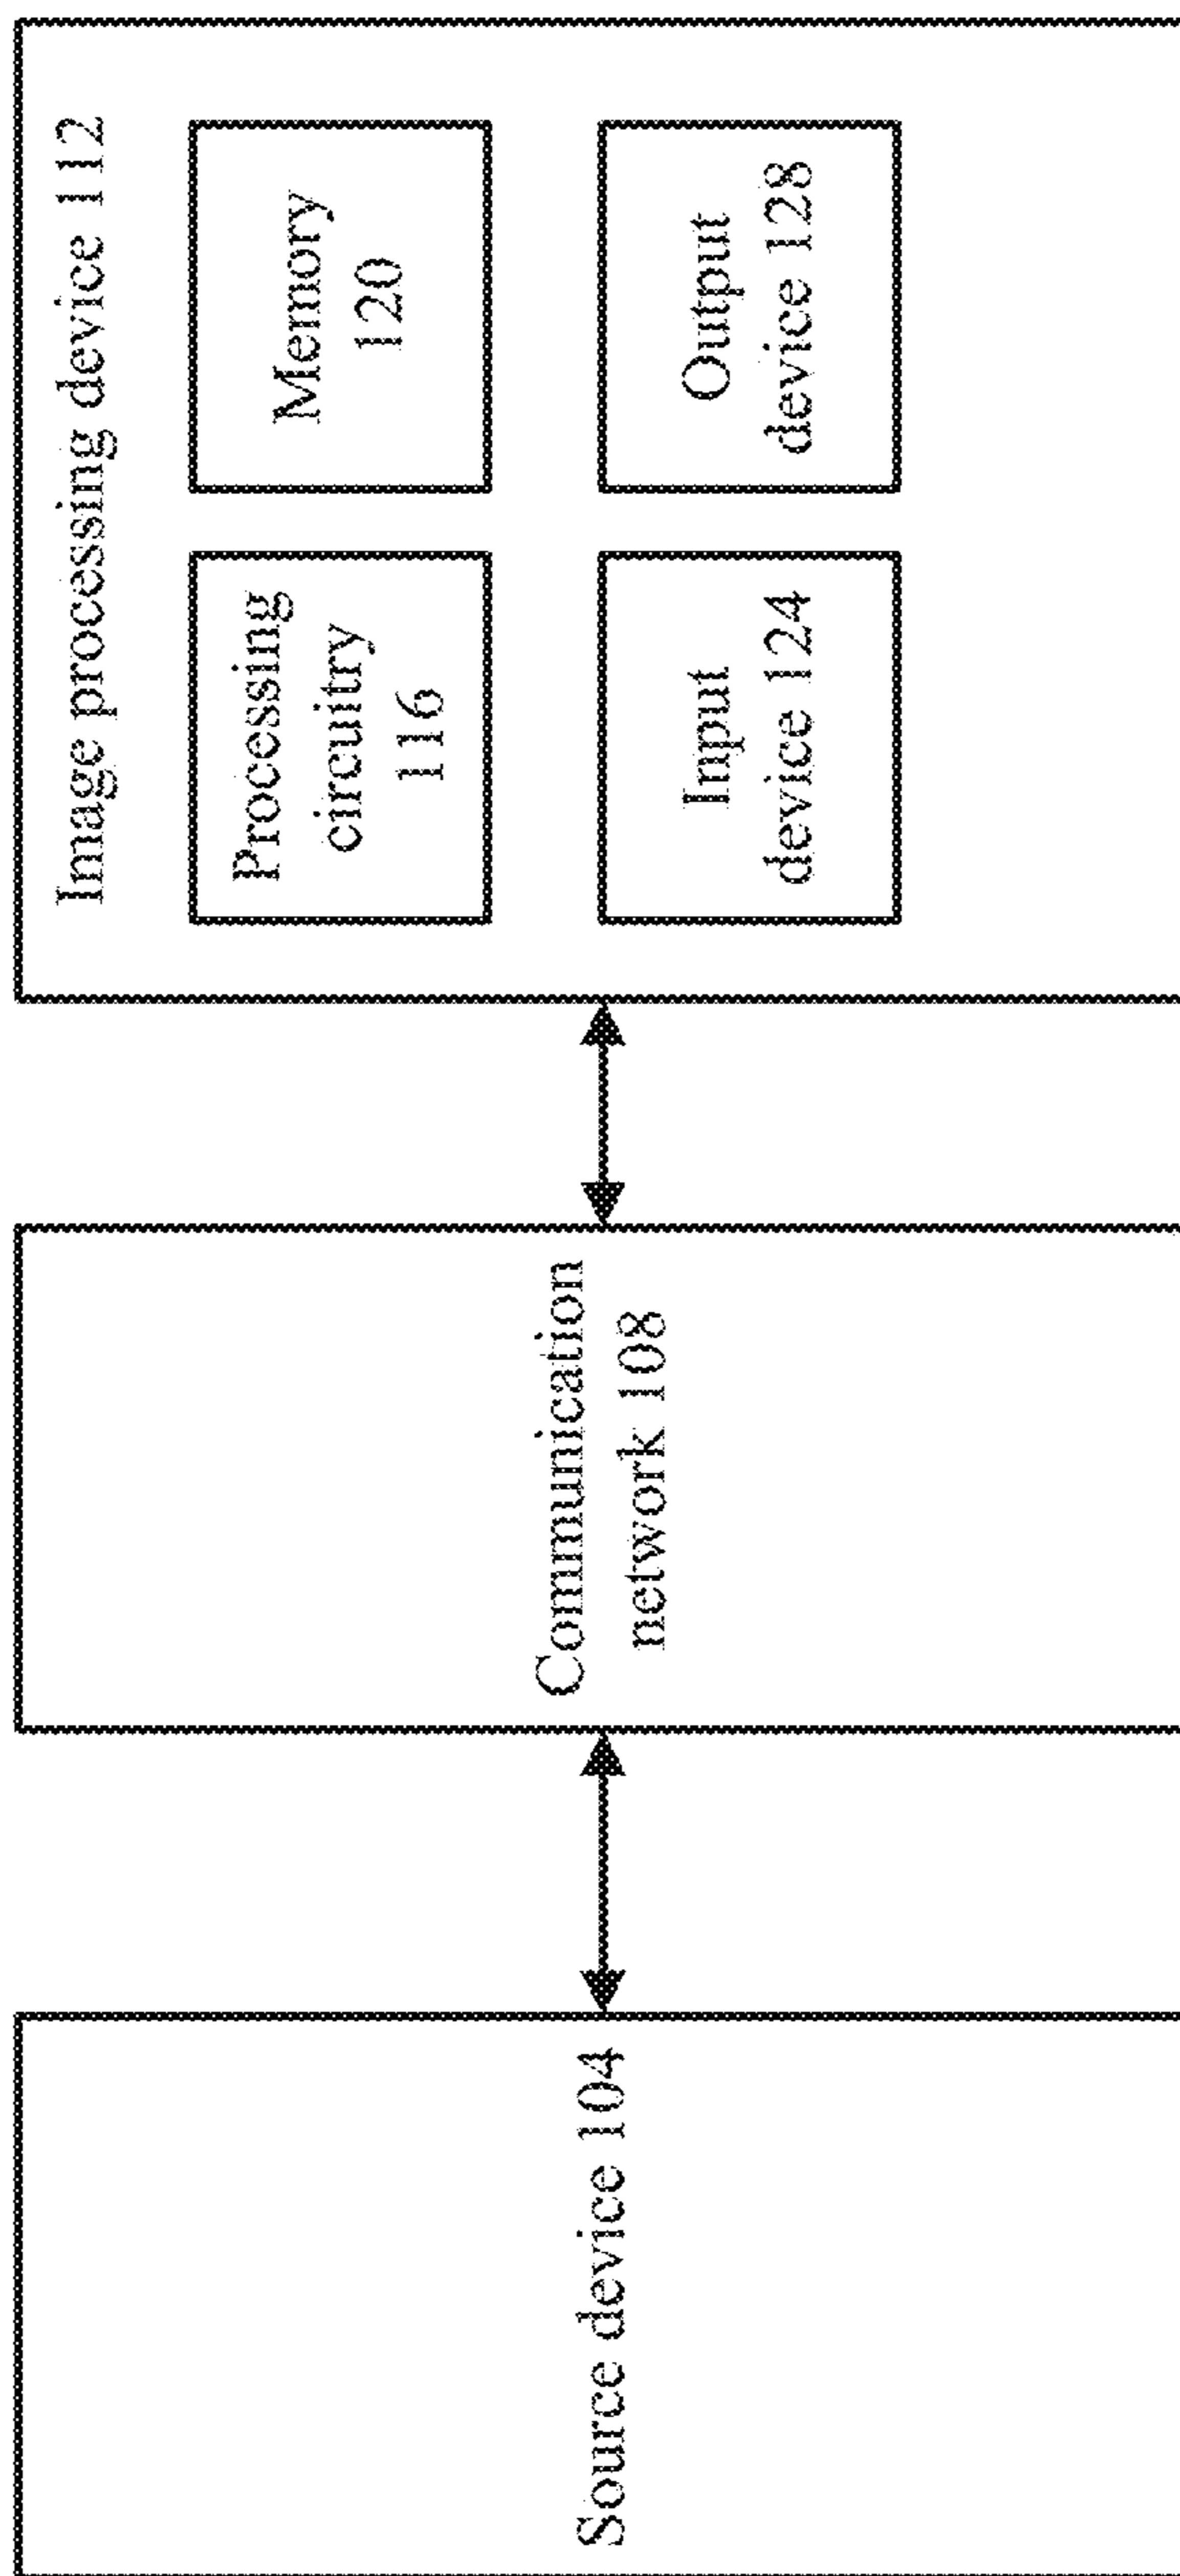 Source device 104
Communication
network 108
Image processing device 112
Processing
circuitry
116
Memory
120
Input
device 124
Output
device 128